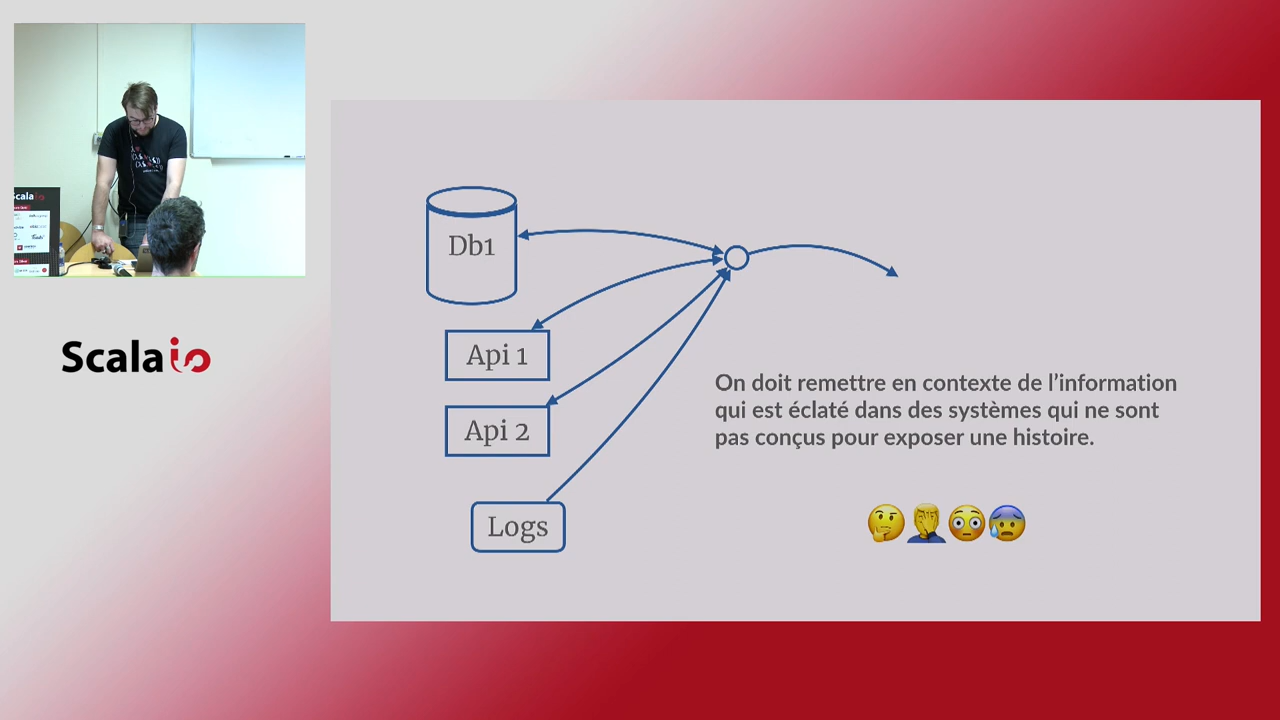 Scala
Scalaio
Db1
Api 1
Api 2
Logs
On doit remettre en contexte de l’information
qui est éclaté dans des systèmes qui ne sont
pas conçus pour exposer une histoire.